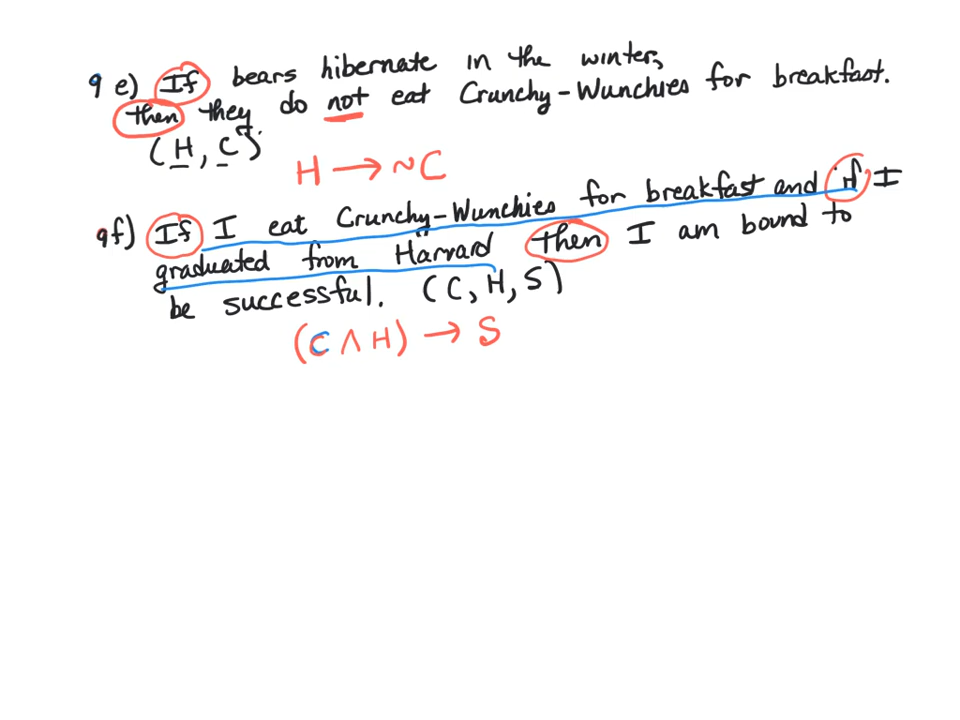 9 e) If bears hibernate in the winter,
then they do not eat Crunchy-Wunchies for breakfast.
(H, C).
H → ~C
9f) If I eat Crunchy-Wunchies for breakfast and if I
graduated from Harvard then I am bound to
be successful. (C, H, S)
(C ∧ H) → S